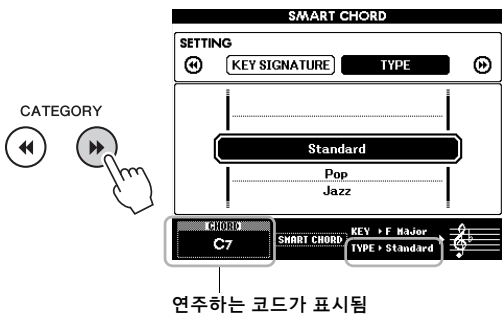 SMART CHORD
SETTING
KEY SIGNATURE TYPE
CATEGORY
Standard
Pop
Jazz
CHORD
C7
SMART CHORD
KEY F Major
TYPE Standard
연주하는 코드가 표시됨